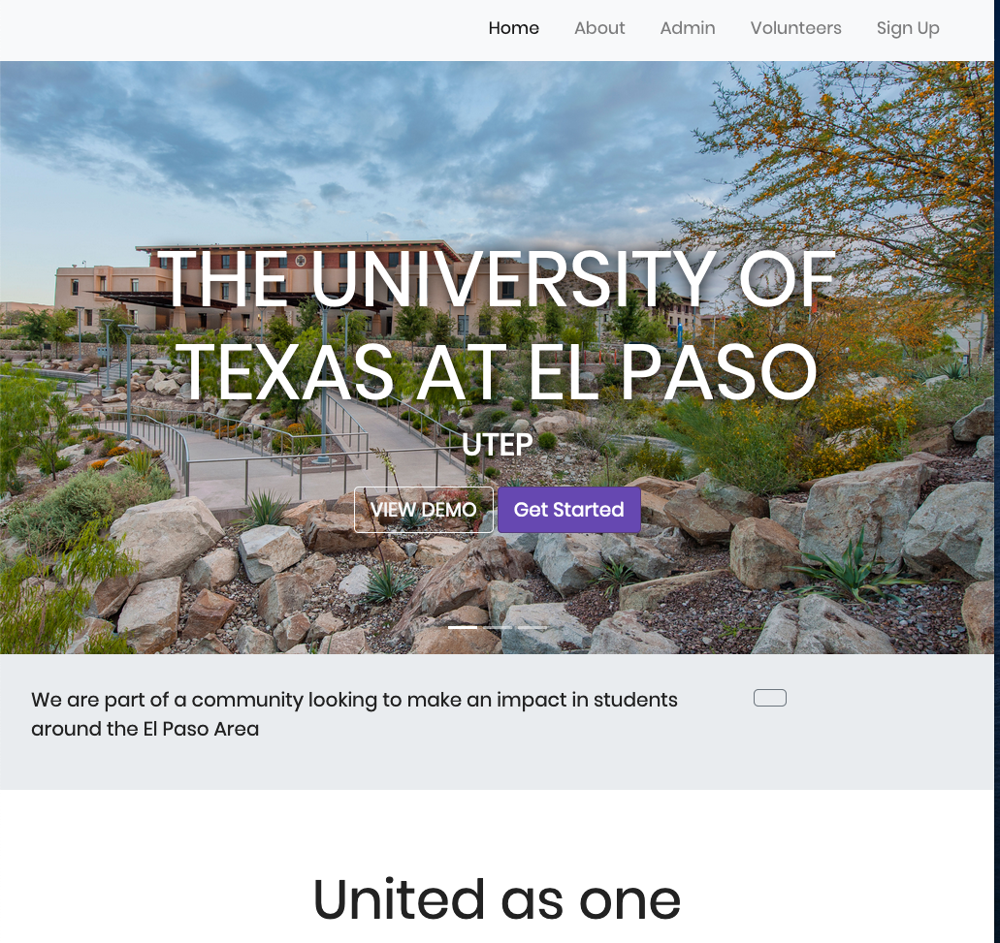 Home About Admin Volunteers Sign Up
THE UNIVERSITY OF
TEXAS AT EL PASO
UTEP
VIEW DEMO Get Started
We are part of a community looking to make an impact in students
around the El Paso Area
United as one